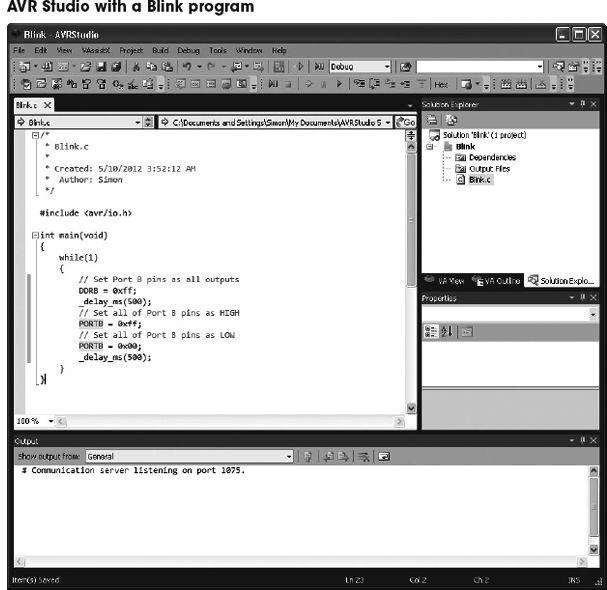 AVR Studio with a Blink program
Blink - AVRStudio
File Edit View VAssistX Project Build Debug Tools Window Help
Debug
Hex
Blink.c
Blink.c C:\Documents and Settings\Simon\My Documents\AVRStudio 5 Go
/*
* Blink.c
*
* Created: 5/10/2012 3:52:12 AM
* Author: Simon
*/
#include <avr/io.h>
int main(void)
{
while(1)
{
// Set Port B pins as all outputs
DDRB = 0xff;
_delay_ms(500);
// Set all of Port B pins as HIGH
PORTB = 0xff;
// Set all of Port B pins as LOW
PORTB = 0x00;
_delay_ms(500);
}
}
100 %
Solution Explorer
Solution 'Blink' (1 project)
Blink
Dependencies
Output Files
Blink.c
VA View VA Outline Solution Explo...
Properties
Output
Show output from: General
# Communication server listening on port 1075.
Item(s) Saved Ln 23 Col 2 Ch 2 INS